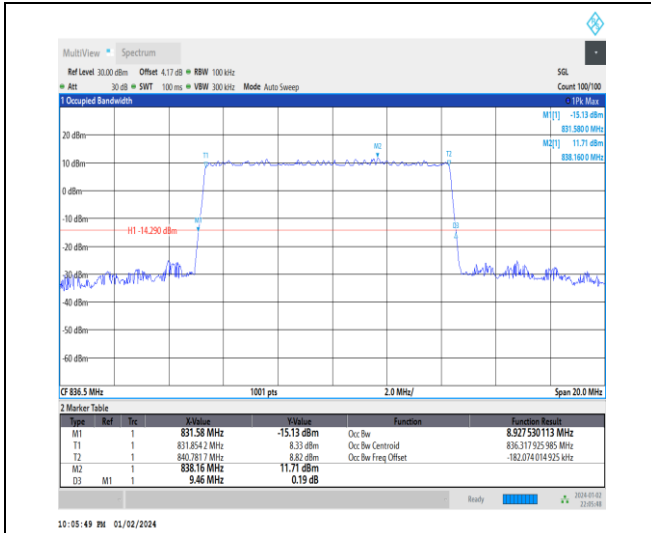 MultiView Spectrum
Ref Level 30.00 dBm Offset 4.17 dB RBW 100 kHz SGL
Att 30 dB SWT 100 ms VBW 300 kHz Mode Auto Sweep Count 100/100
1 Occupied Bandwidth 1Pk Max
M1[1] -15.13 dBm
831.580 0 MHz
M2[1] 11.71 dBm
838.160 0 MHz
20 dBm
M2
T1 T2
10 dBm
0 dBm
-10 dBm
M1 D3
H1 -14.290 dBm
-20 dBm
-30 dBm
-40 dBm
-50 dBm
-60 dBm
CF 836.5 MHz 1001 pts 2.0 MHz/ Span 20.0 MHz
2 Marker Table
Type Ref Trc X-Value Y-Value Function Function Result
M1 1 831.58 MHz -15.13 dBm Occ Bw 8.927 530 113 MHz
T1 1 831.854 2 MHz 8.33 dBm Occ Bw Centroid 836.317 925 985 MHz
T2 1 840.781 7 MHz 8.82 dBm Occ Bw Freq Offset -182.074 014 925 kHz
M2 1 838.16 MHz 11.71 dBm
D3 M1 1 9.46 MHz 0.19 dB
Ready 2024-01-02
22:05:48
10:05:49 PM 01/02/2024